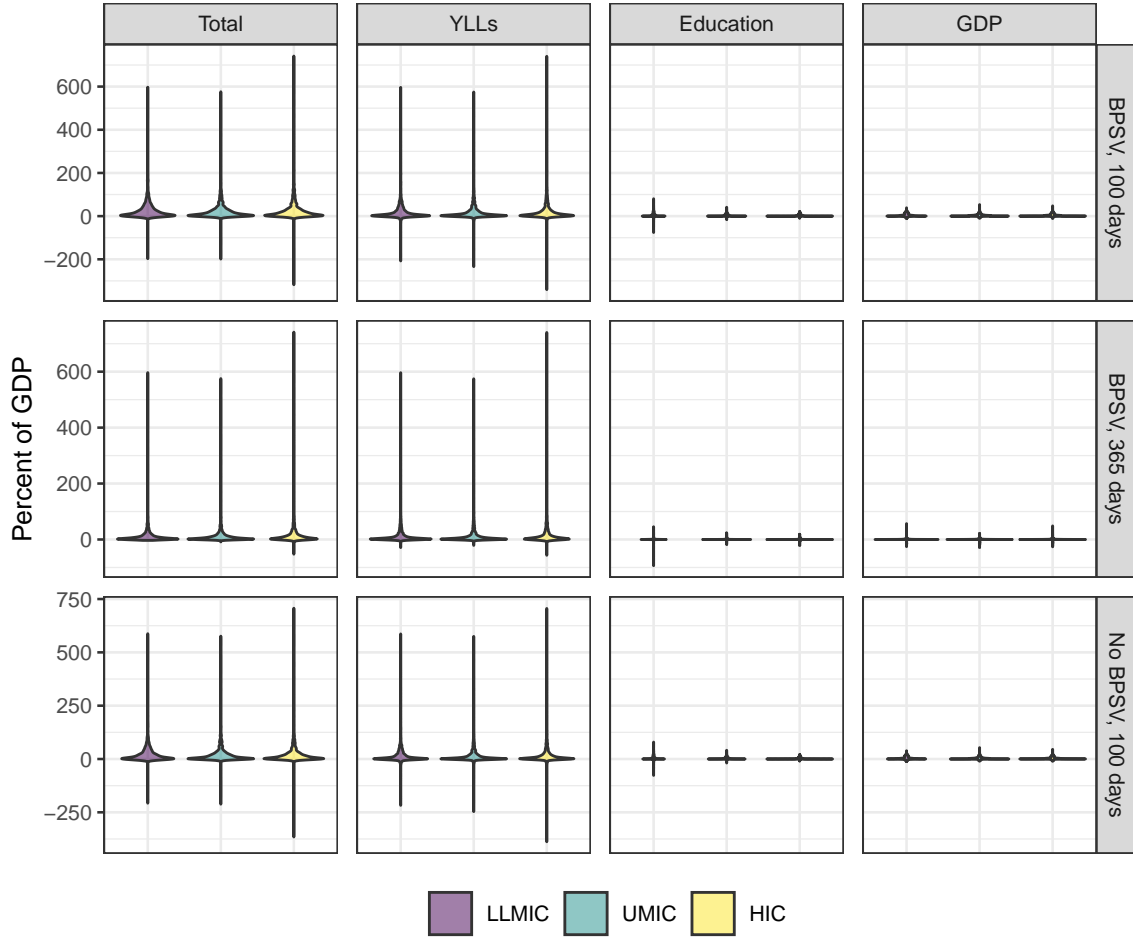 Total YLLs Education GDP
Percent of GDP
600
400
200
0
−200
BPSV, 100 days
600
400
200
0
BPSV, 365 days
750
500
250
0
−250
No BPSV, 100 days
LLMIC UMIC HIC